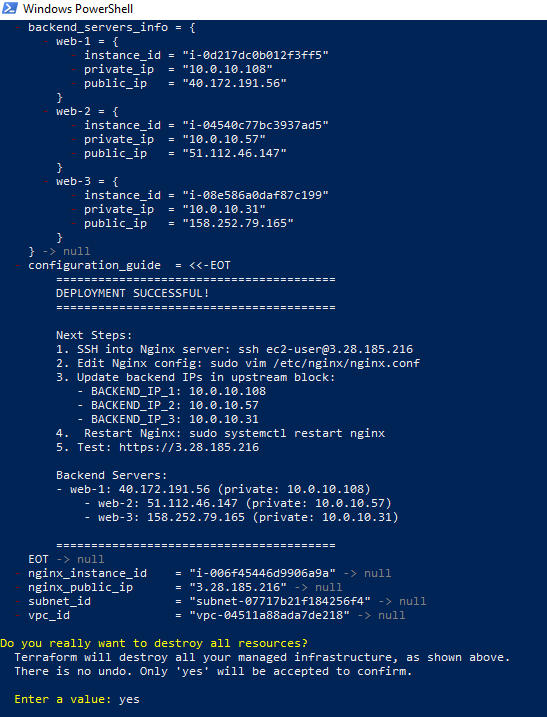 Windows PowerShell
backend_servers_info = {
web-1 = {
instance_id = "i-0d217dc0b012f3ff5"
private_ip = "10.0.10.108"
public_ip = "40.172.191.56"
}
web-2 = {
instance_id = "i-04540c77bc3937ad5"
private_ip = "10.0.10.57"
public_ip = "51.112.46.147"
}
web-3 = {
instance_id = "i-08e586a0daf87c199"
private_ip = "10.0.10.31"
public_ip = "158.252.79.165"
}
} -> null
configuration_guide = <<-EOT
========================================
DEPLOYMENT SUCCESSFUL!
========================================
Next Steps:
1. SSH into Nginx server: ssh ec2-user@3.28.185.216
2. Edit Nginx config: sudo vim /etc/nginx/nginx.conf
3. Update backend IPs in upstream block:
- BACKEND_IP_1: 10.0.10.108
- BACKEND_IP_2: 10.0.10.57
- BACKEND_IP_3: 10.0.10.31
4. Restart Nginx: sudo systemctl restart nginx
5. Test: https://3.28.185.216
Backend Servers:
- web-1: 40.172.191.56 (private: 10.0.10.108)
- web-2: 51.112.46.147 (private: 10.0.10.57)
- web-3: 158.252.79.165 (private: 10.0.10.31)
========================================
EOT -> null
nginx_instance_id = "i-006f45446d9906a9a" -> null
nginx_public_ip = "3.28.185.216" -> null
subnet_id = "subnet-07717b21f184256f4" -> null
vpc_id = "vpc-04511a88ada7de218" -> null
Do you really want to destroy all resources?
Terraform will destroy all your managed infrastructure, as shown above.
There is no undo. Only 'yes' will be accepted to confirm.
Enter a value: yes